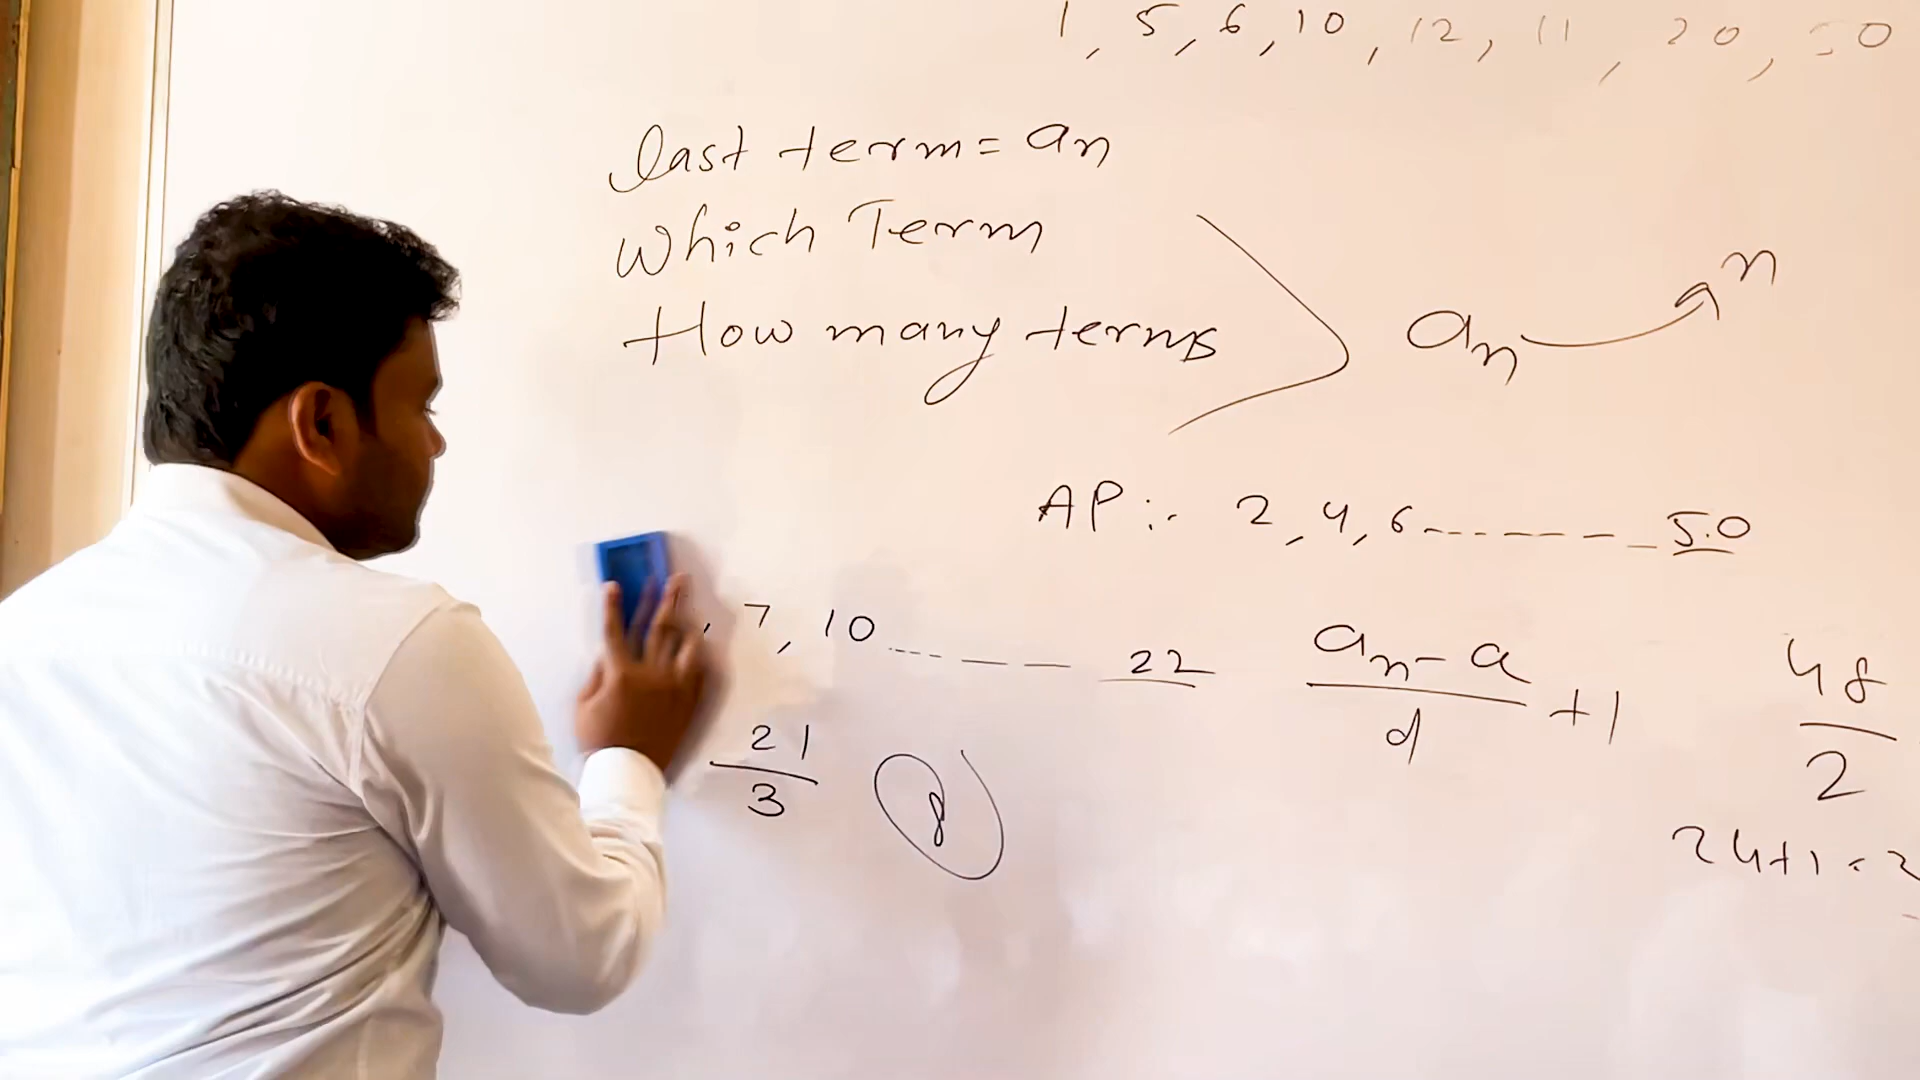 1, 5, 6, 10, 12, 11, 20, 50
last term = an
Which Term
How many terms
an n
AP :- 2, 4, 6 ------- 50
, 7, 10 ------ 22
an - a
d
+1
48
2
21
3
8
24+1 =